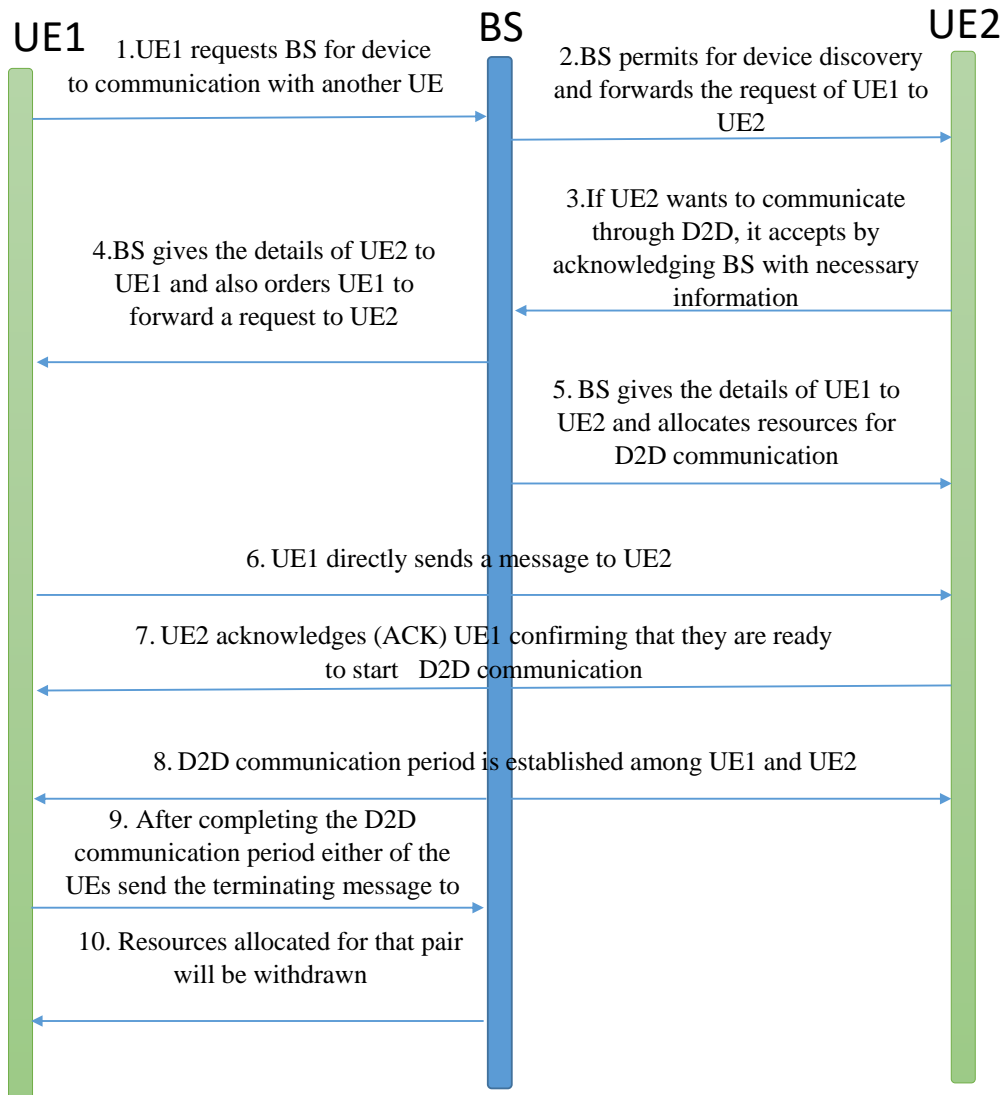 UE1
BS
UE2
1.UE1 requests BS for device
to communication with another UE
2.BS permits for device discovery
and forwards the request of UE1 to
UE2
3.If UE2 wants to communicate
through D2D, it accepts by
acknowledging BS with necessary
information
4.BS gives the details of UE2 to
UE1 and also orders UE1 to
forward a request to UE2
5. BS gives the details of UE1 to
UE2 and allocates resources for
D2D communication
6. UE1 directly sends a message to UE2
7. UE2 acknowledges (ACK) UE1 confirming that they are ready
to start D2D communication
8. D2D communication period is established among UE1 and UE2
9. After completing the D2D
communication period either of the
UEs send the terminating message to
10. Resources allocated for that pair
will be withdrawn